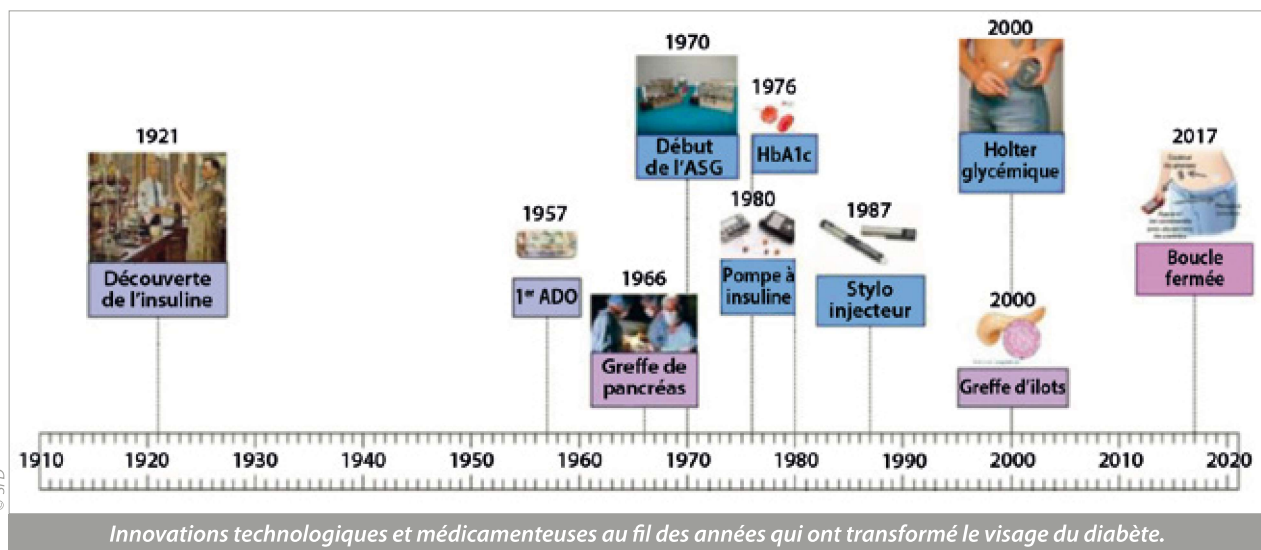 1921
Découverte
de l'insuline
1957
1er ADO
1966
Greffe de
pancréas
1970
Début
de l'ASG
1976
HbA1c
1980
Pompe à
insuline
1987
Stylo
injecteur
2000
Holter
glycémique
2000
Greffe d'ilots
2017
Boucle
fermée
1910 1920 1930 1940 1950 1960 1970 1980 1990 2000 2010 2020
Innovations technologiques et médicamenteuses au fil des années qui ont transformé le visage du diabète.